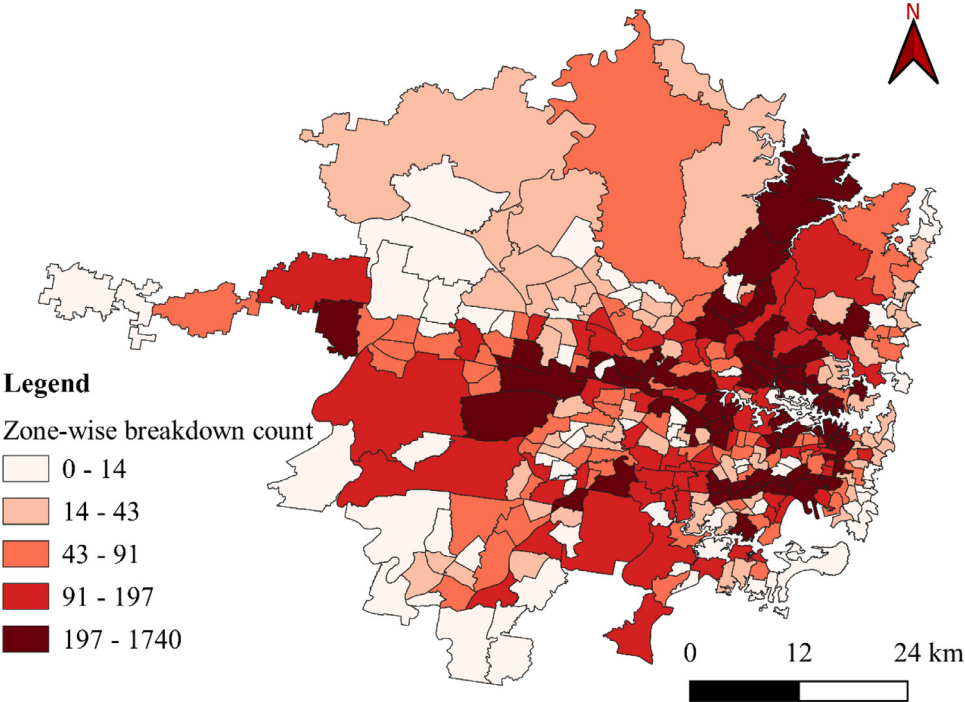 N
Legend
Zone-wise breakdown count
0 - 14
14 - 43
43 - 91
91 - 197
197 - 1740
0 12 24 km